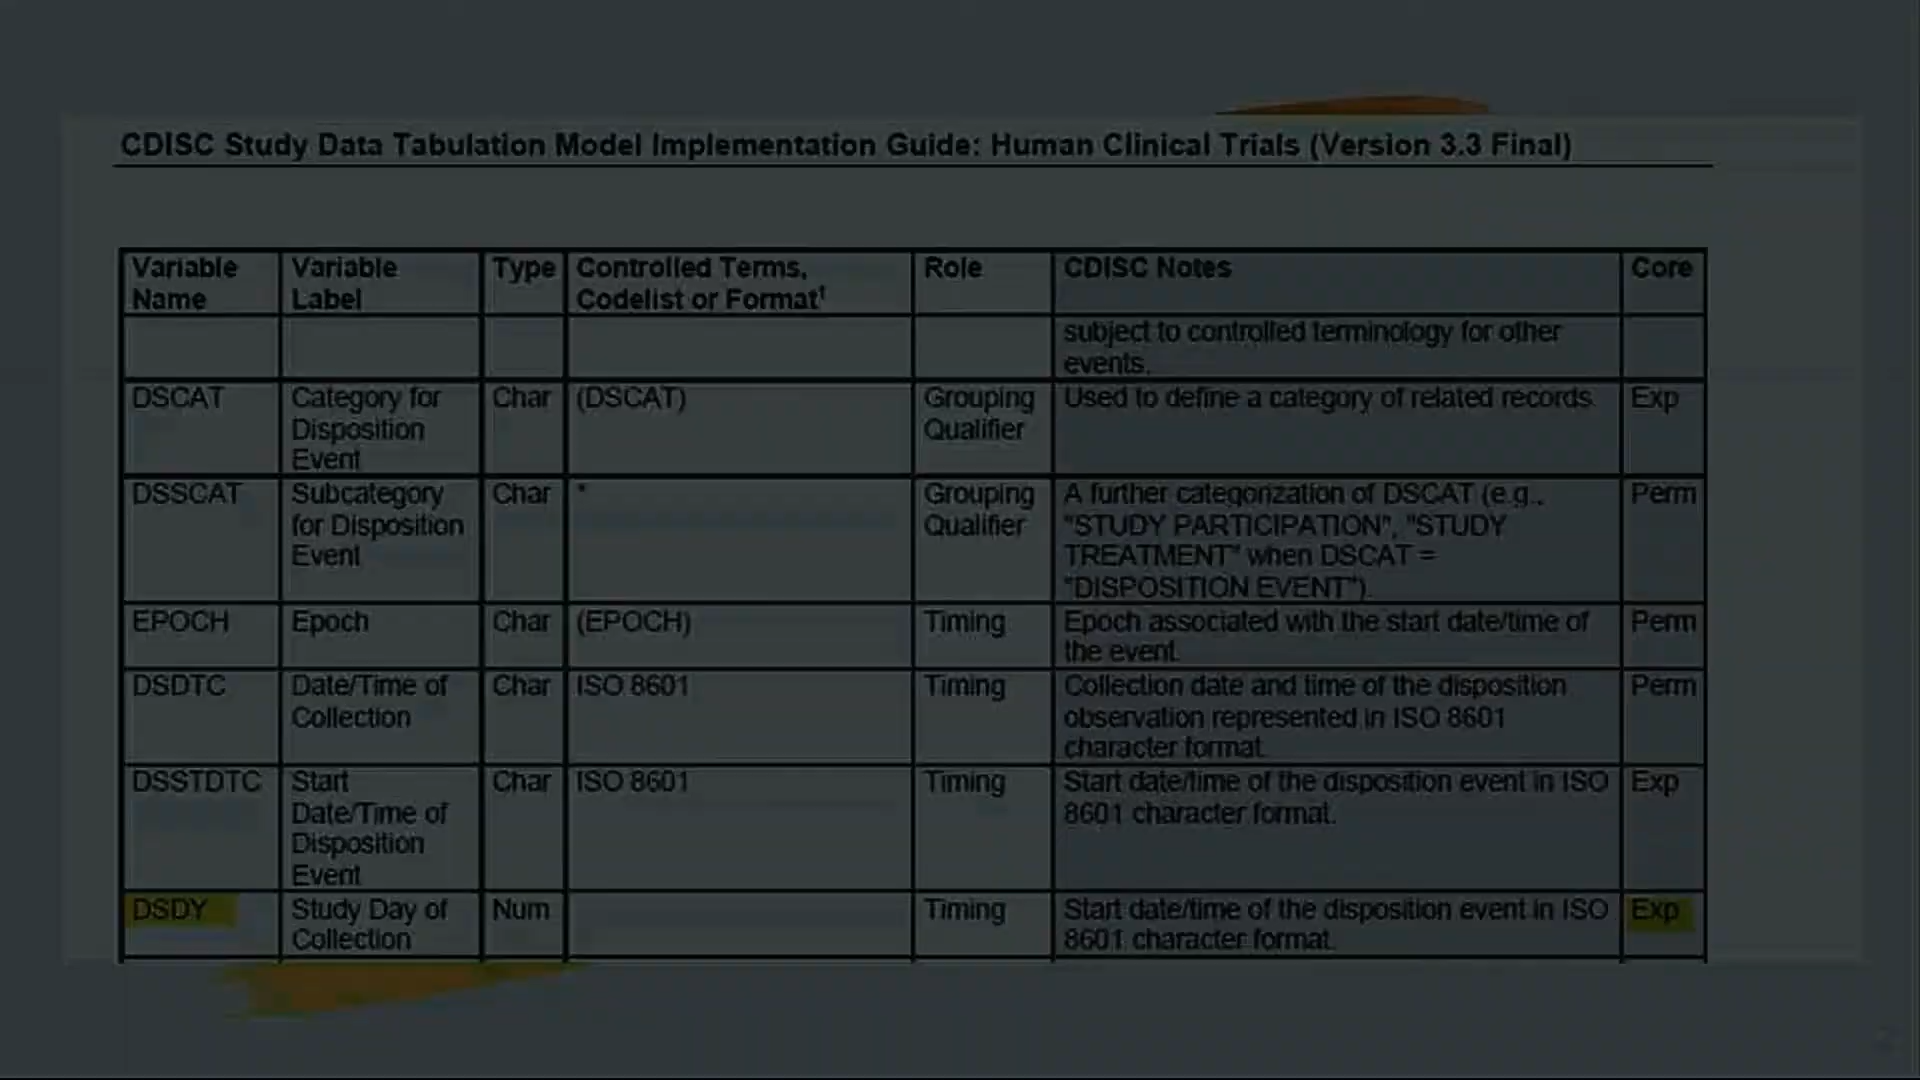 CDISC Study Data Tabulation Model Implementation Guide: Human Clinical Trials (Version 3.3 Final)
Variable Name Variable Label Type Controlled Terms, Codelist or Format¹ Role CDISC Notes Core
subject to controlled terminology for other events.
DSCAT Category for Disposition Event Char (DSCAT) Grouping Qualifier Used to define a category of related records. Exp
DSSCAT Subcategory for Disposition Event Char * Grouping Qualifier A further categorization of DSCAT (e.g., "STUDY PARTICIPATION", "STUDY TREATMENT" when DSCAT = "DISPOSITION EVENT"). Perm
EPOCH Epoch Char (EPOCH) Timing Epoch associated with the start date/time of the event. Perm
DSDTC Date/Time of Collection Char ISO 8601 Timing Collection date and time of the disposition observation represented in ISO 8601 character format. Perm
DSSTDTC Start Date/Time of Disposition Event Char ISO 8601 Timing Start date/time of the disposition event in ISO 8601 character format. Exp
DSDY Study Day of Collection Num Timing Start date/time of the disposition event in ISO 8601 character format. Exp